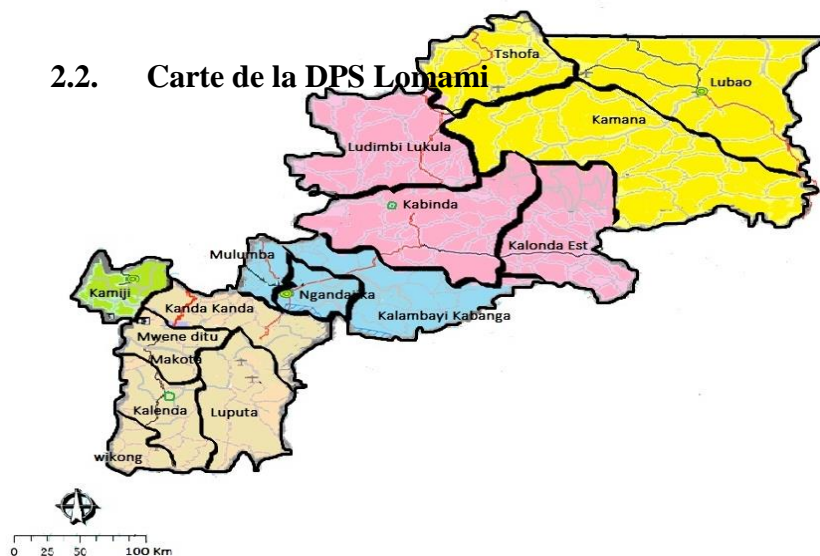 2.2. Carte de la DPS Lomami
Tshofa
Lubao
Kamana
Ludimbi Lukula
Kabinda
Kalonda Est
Mulumba
Kamiji
Ngandajika
Kanda Kanda
Kalambayi Kabanga
Mwene ditu
Makota
Kalenda
Luputa
wikong
0 25 50 100 Km